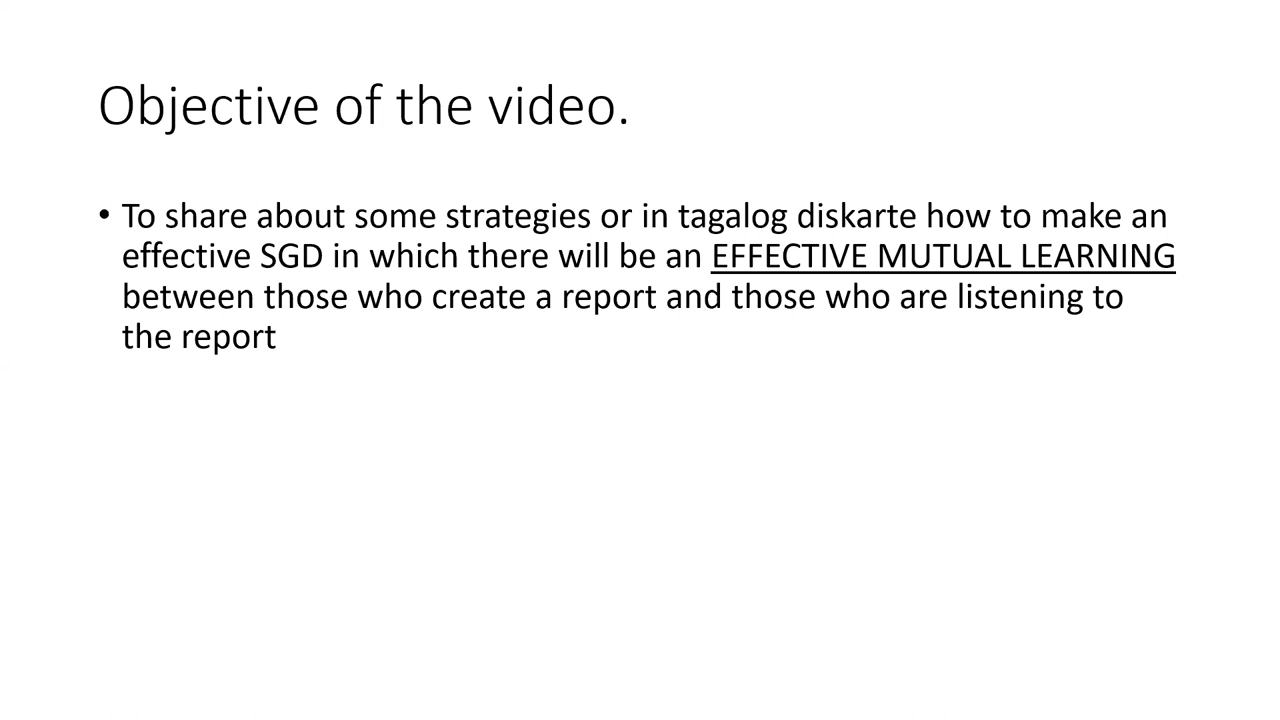 Objective of the video.
• To share about some strategies or in tagalog diskarte how to make an
effective SGD in which there will be an EFFECTIVE MUTUAL LEARNING
between those who create a report and those who are listening to
the report